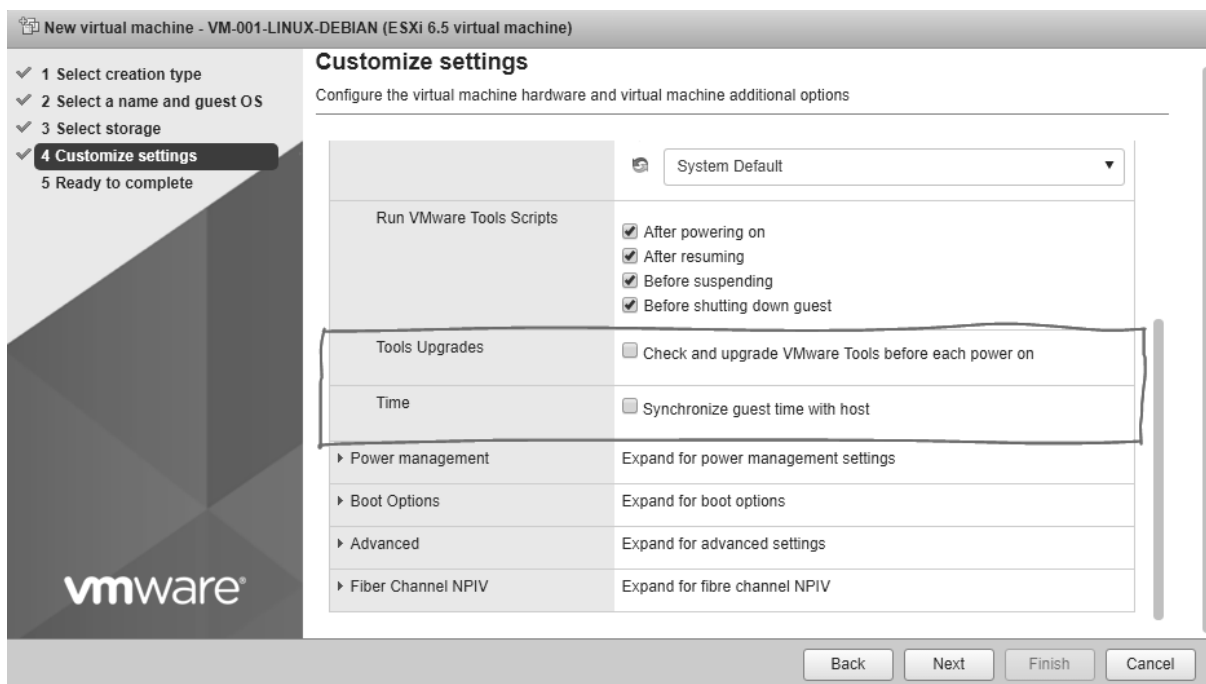 New virtual machine - VM-001-LINUX-DEBIAN (ESXi 6.5 virtual machine)
1 Select creation type
2 Select a name and guest OS
3 Select storage
4 Customize settings
5 Ready to complete
vmware®
Customize settings
Configure the virtual machine hardware and virtual machine additional options
System Default
Run VMware Tools Scripts
After powering on
After resuming
Before suspending
Before shutting down guest
Tools Upgrades
Check and upgrade VMware Tools before each power on
Time
Synchronize guest time with host
Power management
Expand for power management settings
Boot Options
Expand for boot options
Advanced
Expand for advanced settings
Fiber Channel NPIV
Expand for fibre channel NPIV
Back
Next
Finish
Cancel